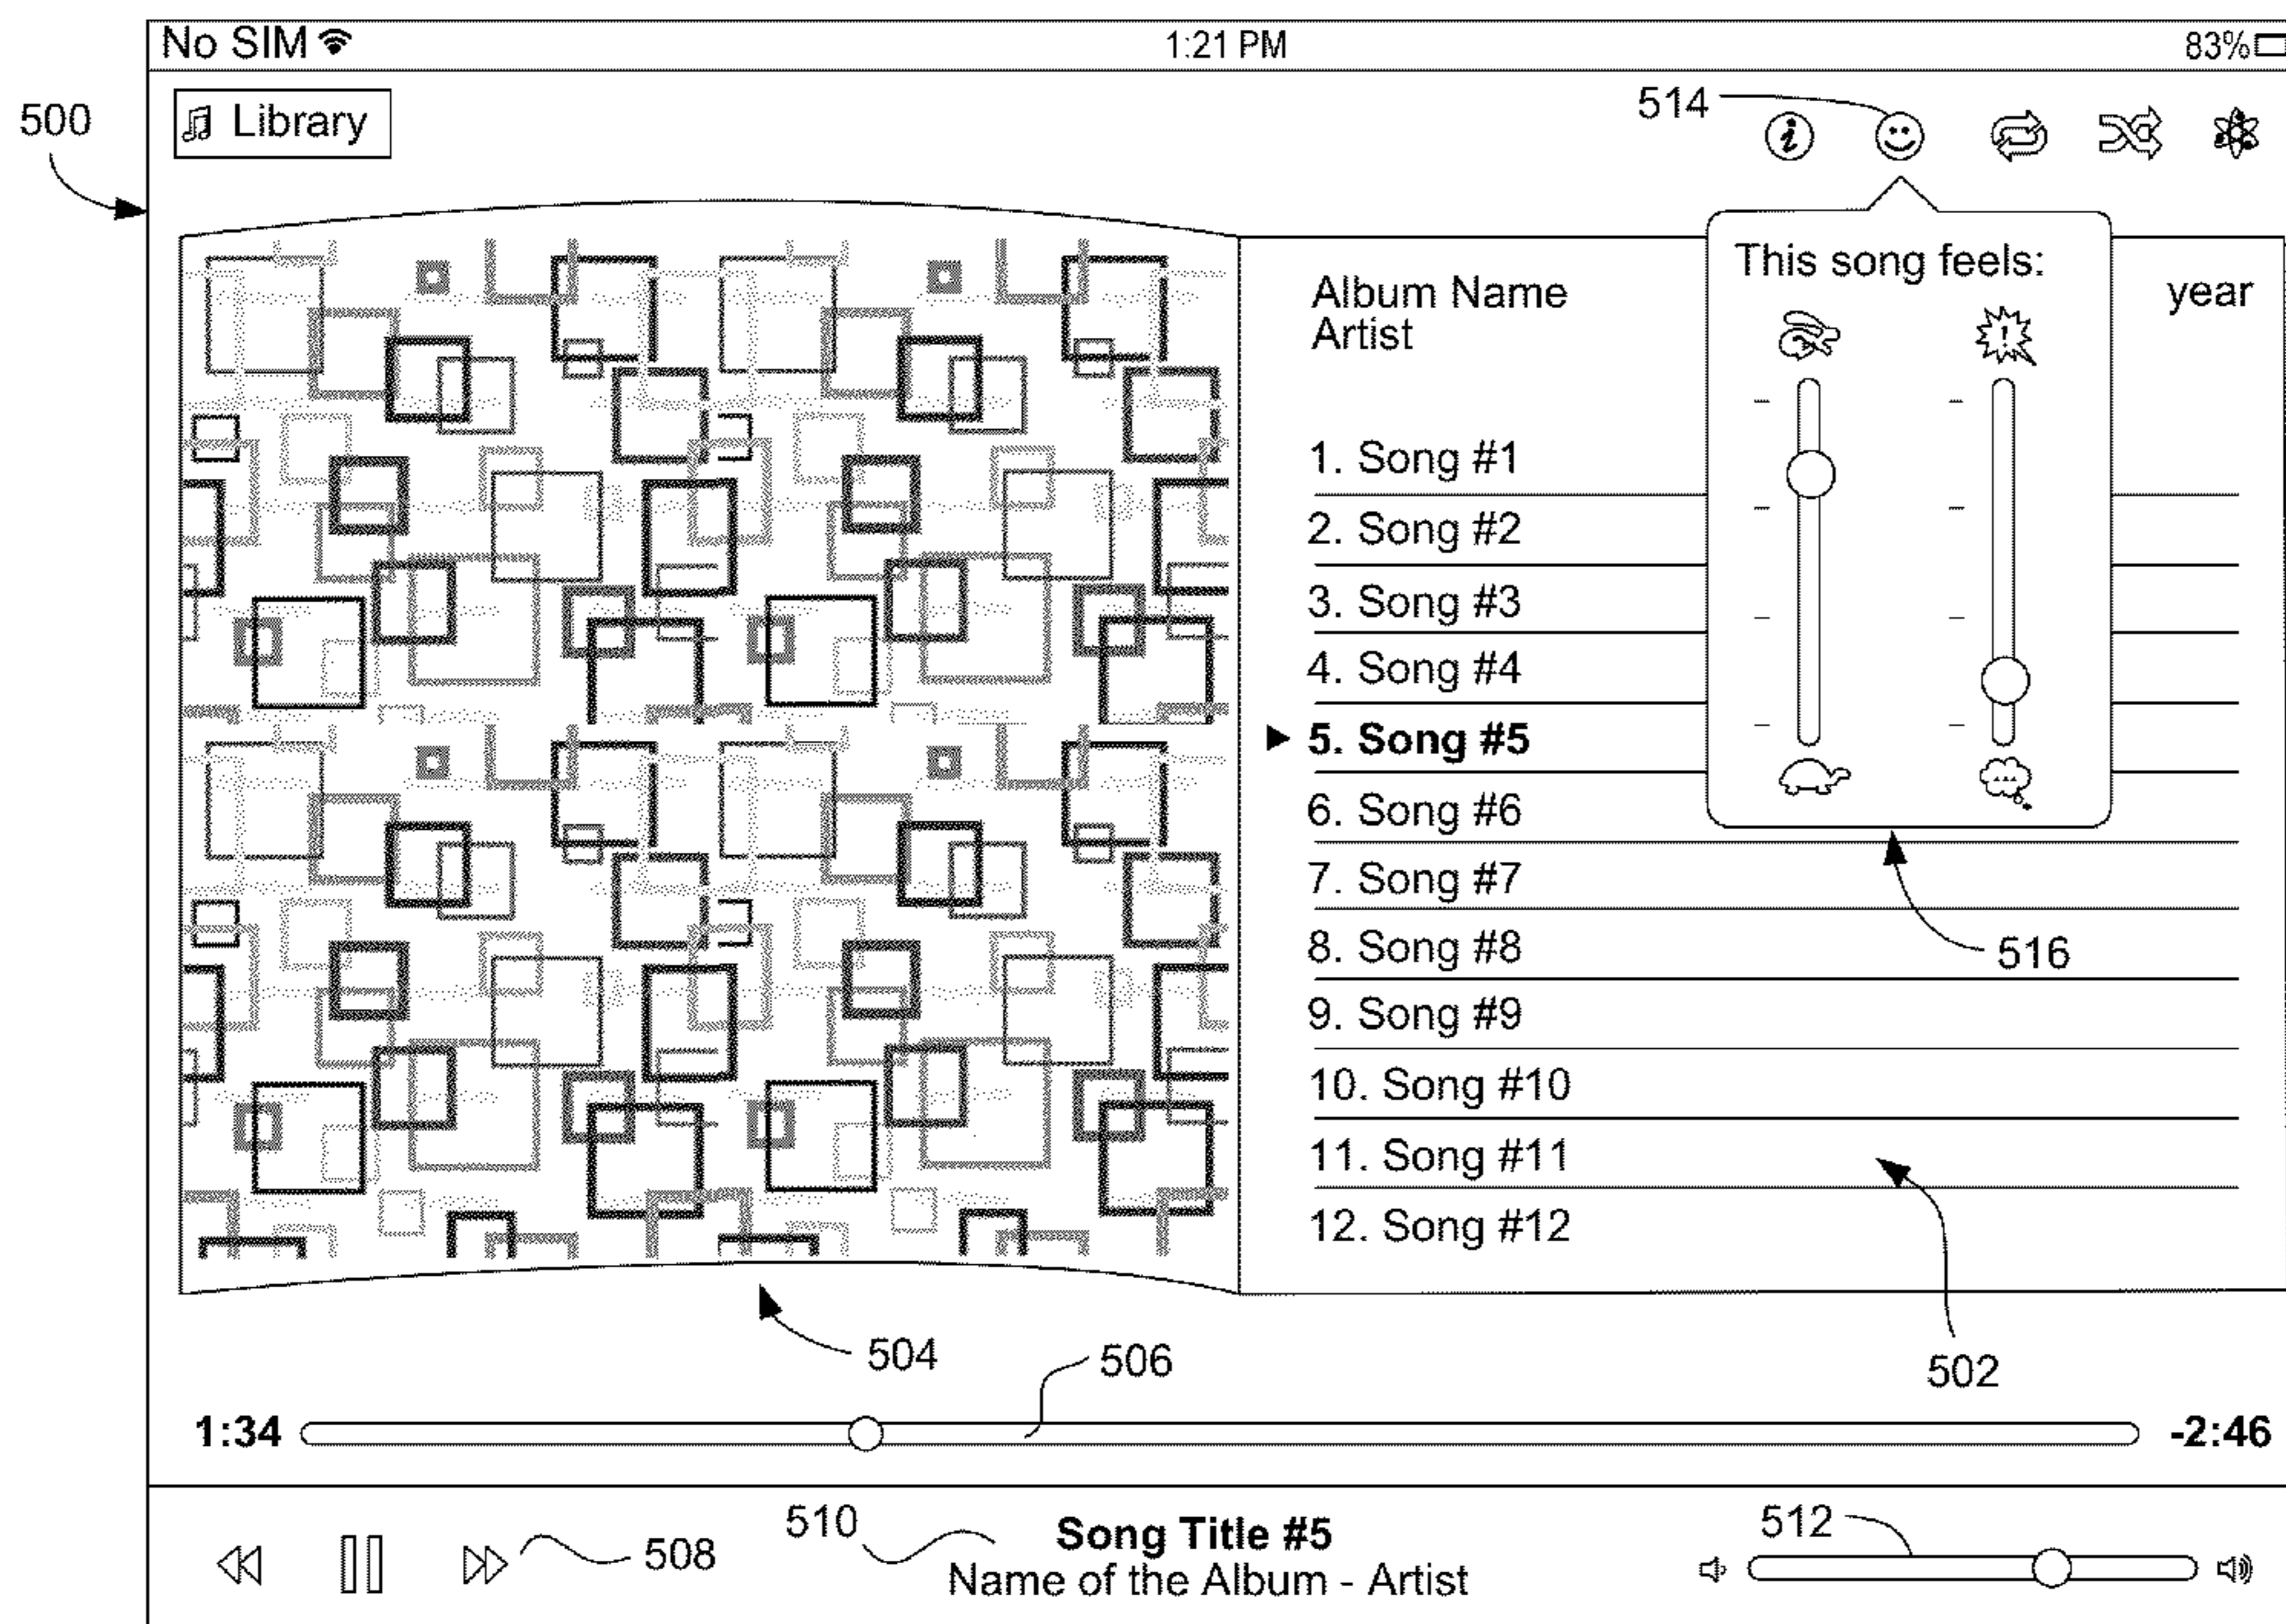 No SIM
1:21 PM
83%
500
Library
514
This song feels:
Album Name
Artist
year
1. Song #1
2. Song #2
3. Song #3
4. Song #4
5. Song #5
6. Song #6
7. Song #7
8. Song #8
9. Song #9
10. Song #10
11. Song #11
12. Song #12
516
504
506
502
1:34
-2:46
508
510
Song Title #5
Name of the Album - Artist
512